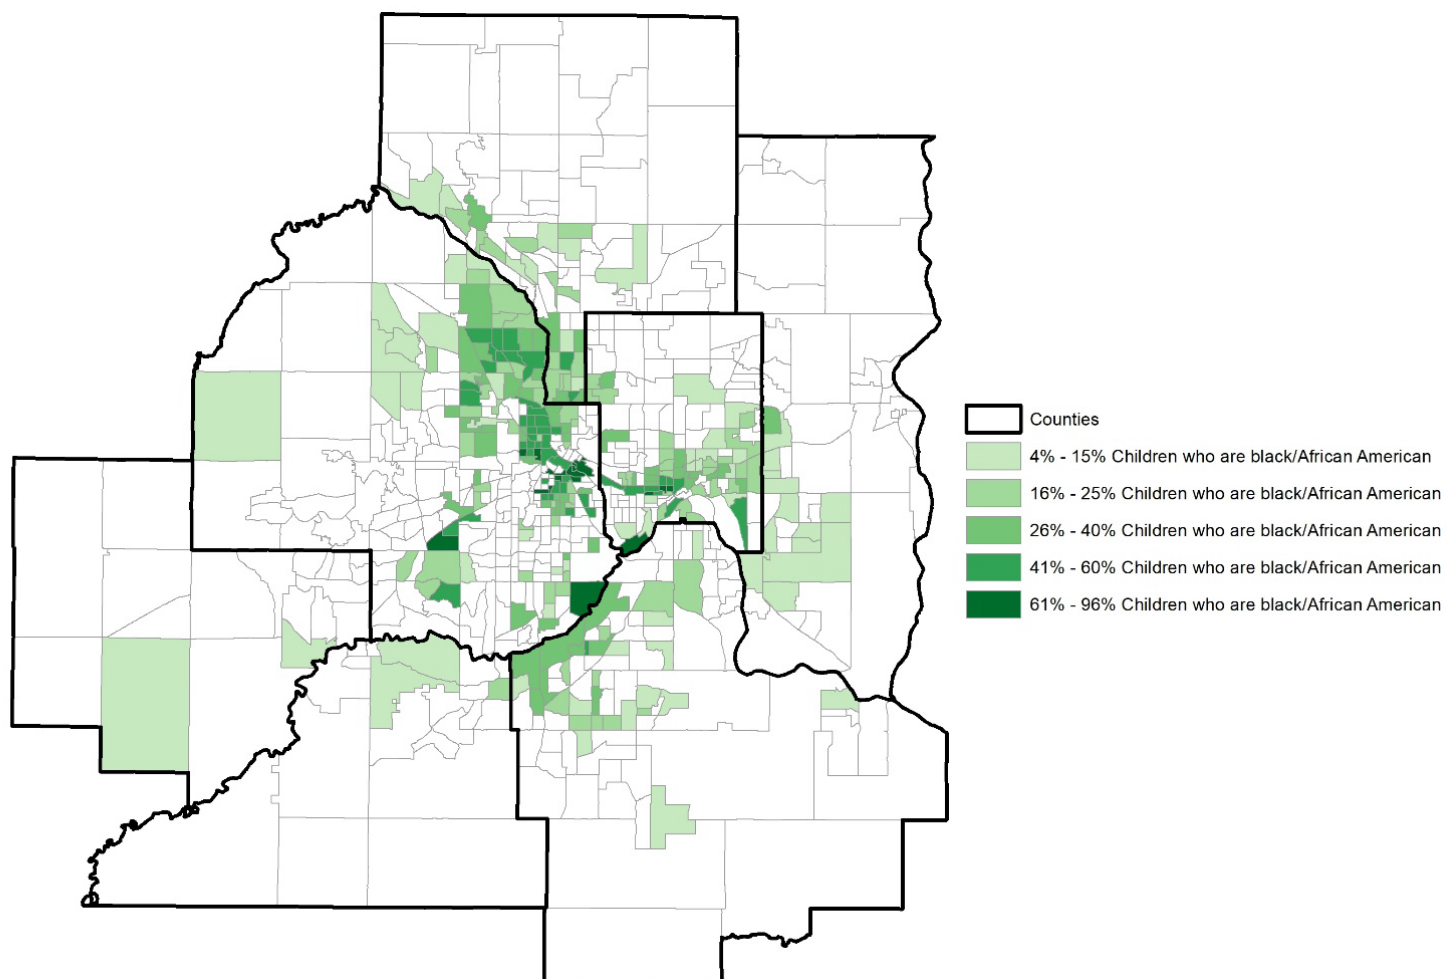 Counties
4% - 15% Children who are black/African American
16% - 25% Children who are black/African American
26% - 40% Children who are black/African American
41% - 60% Children who are black/African American
61% - 96% Children who are black/African American